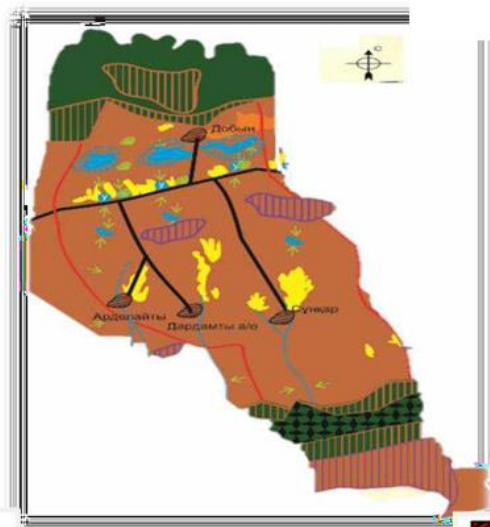 С
Добын
Ардолайты
Дардамты а/о
Сункар